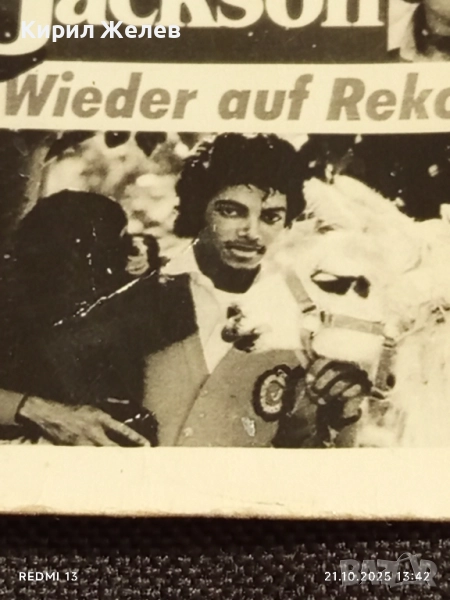 Jackson
Кирил Желев
Wieder auf Reko
REDMI 13
21.10.2025 13:42